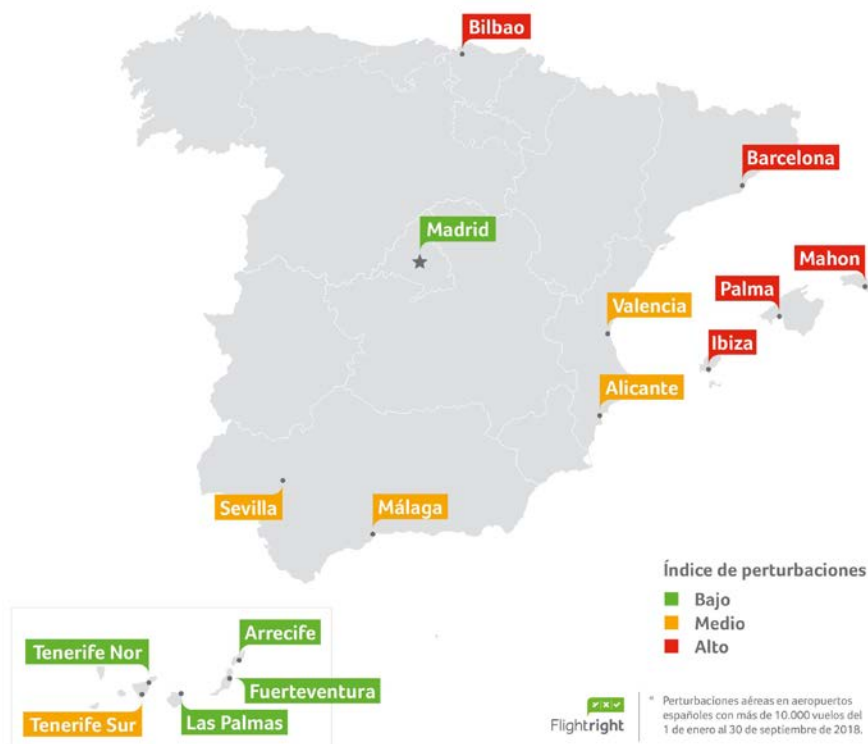 Bilbao
Barcelona
Madrid
Mahon
Palma
Valencia
Ibiza
Alicante
Sevilla
Málaga
Índice de perturbaciones
Bajo
Medio
Alto
Arrecife
Tenerife Nor
Fuerteventura
Tenerife Sur
Las Palmas
Flightright
* Perturbaciones aéreas en aeropuertos
españoles con más de 10.000 vuelos del
1 de enero al 30 de septiembre de 2018.